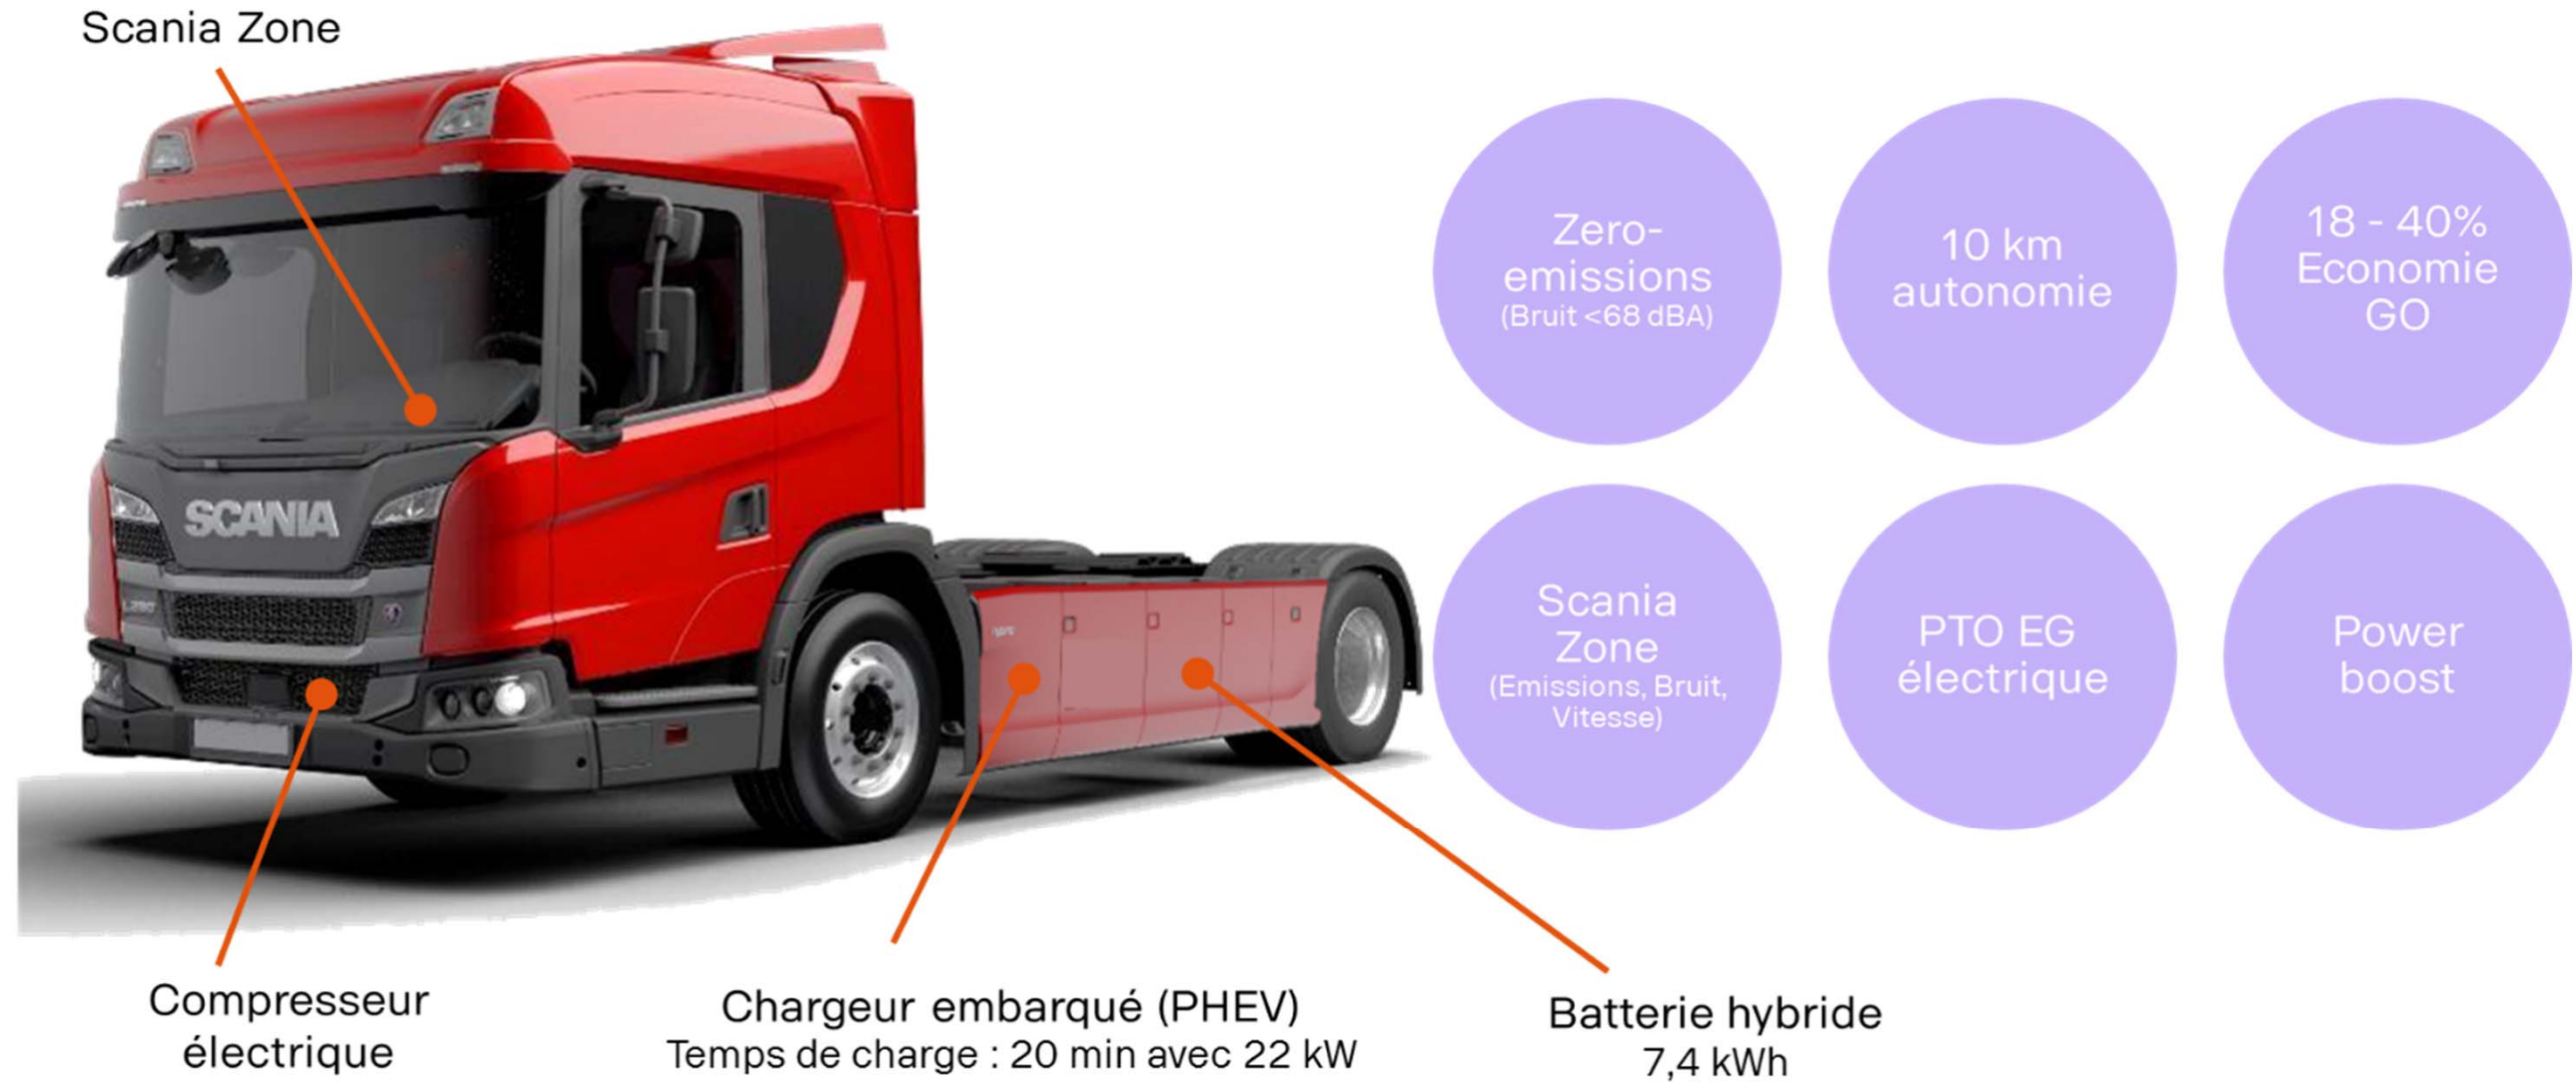 Scania Zone
SCANIA
Zero-
emissions
(Bruit <68 dBA)
10 km
autonomie
18 - 40%
Economie
GO
Scania
Zone
(Emissions, Bruit,
Vitesse)
PTO EG
électrique
Power
boost
Compresseur
électrique
Chargeur embarqué (PHEV)
Temps de charge : 20 min avec 22 kW
Batterie hybride
7,4 kWh